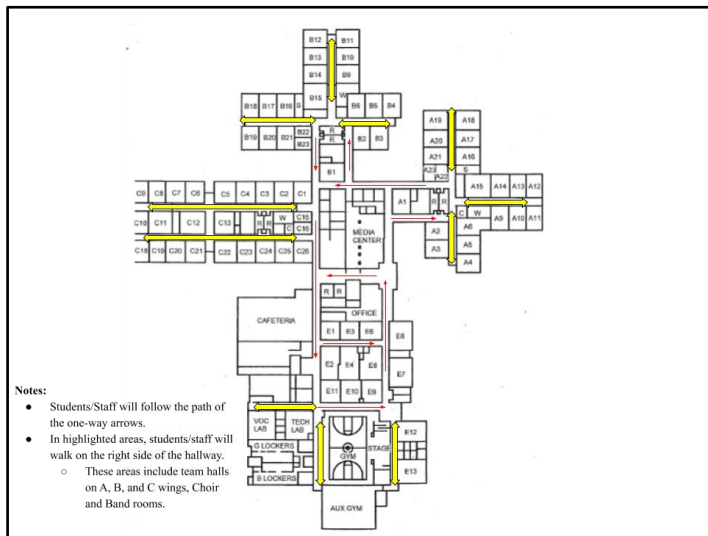 B12 B11
B13 B10
B14 B9
B15 W
B18 B17 B16 S
B6 B5 B4
B19 B20 B21 B22
B23
R
R
B2 B3
B1
A19 A18
A20 A17
A21 A16
A23 A22 S
A15 A14 A13 A12
C9 C8 C7 C6 C5 C4 C3 C2 C1
A1 R R
C W A9 A10 A11
C10 C11 C12 C13 R R W C15
C C16
A2 A6
A3 A5
A4
C18 C19 C20 C21 C22 C23 C24 C25 C26
MEDIA
CENTER
R R
OFFICE
CAFETERIA
E1 E3 E5
E6
E2 E4 E8
E7
E11 E10 E9
VOC
LAB
TECH
LAB
G LOCKERS
B LOCKERS
GYM
STAGE
E12
E13
AUX GYM
Notes:
● Students/Staff will follow the path of
the one-way arrows.
● In highlighted areas, students/staff will
walk on the right side of the hallway.
○ These areas include team halls
on A, B, and C wings, Choir
and Band rooms.